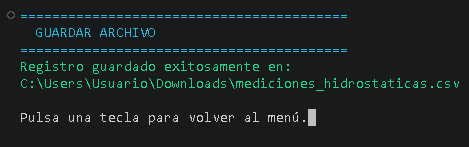 =====================================
GUARDAR ARCHIVO
=====================================
Registro guardado exitosamente en:
C:\Users\Usuario\Downloads\mediciones_hidrostaticas.csv
Pulsa una tecla para volver al menú.